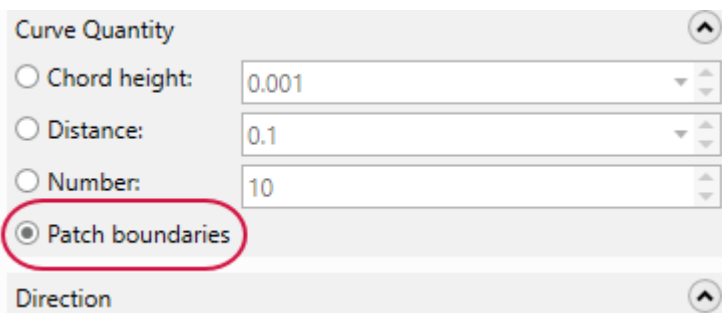 Curve Quantity
Chord height: 0.001
Distance: 0.1
Number: 10
Patch boundaries
Direction